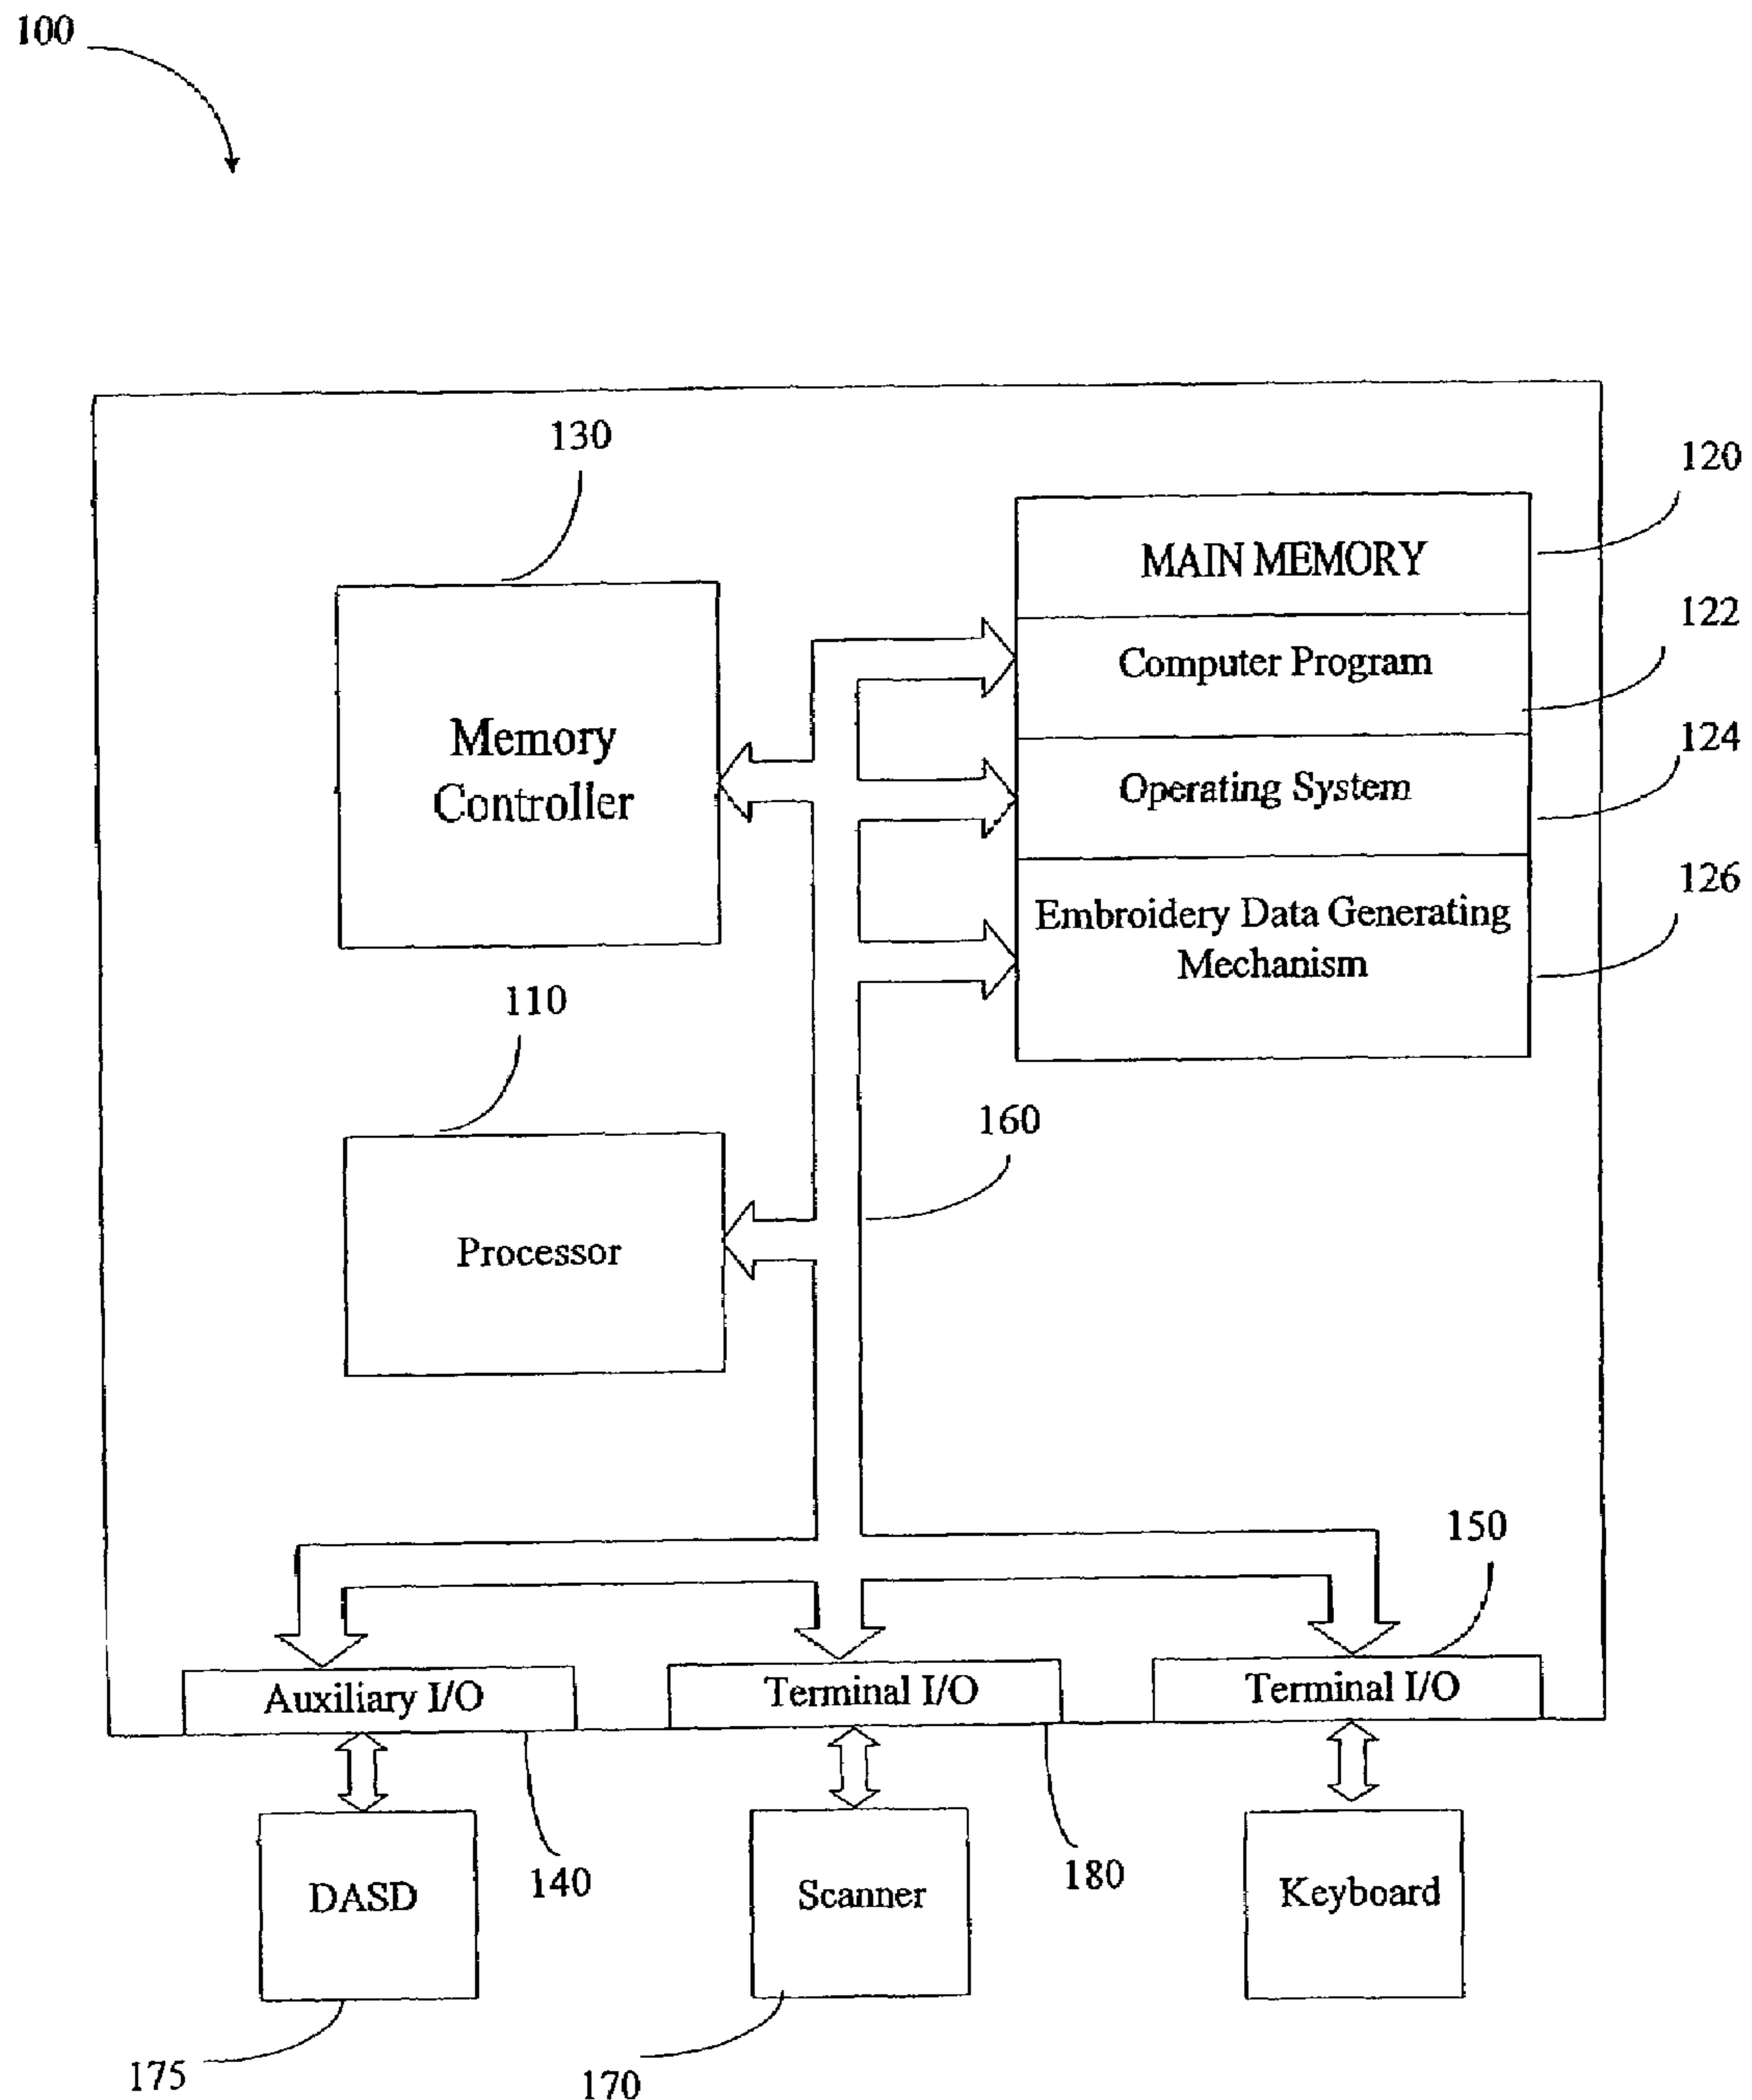 100
130
120
MAIN MEMORY
122
Computer Program
Memory
Controller
124
Operating System
126
Embroidery Data Generating
Mechanism
110
160
Processor
150
Auxiliary I/O
Terminal I/O
Terminal I/O
140
180
DASD
Scanner
Keyboard
175
170